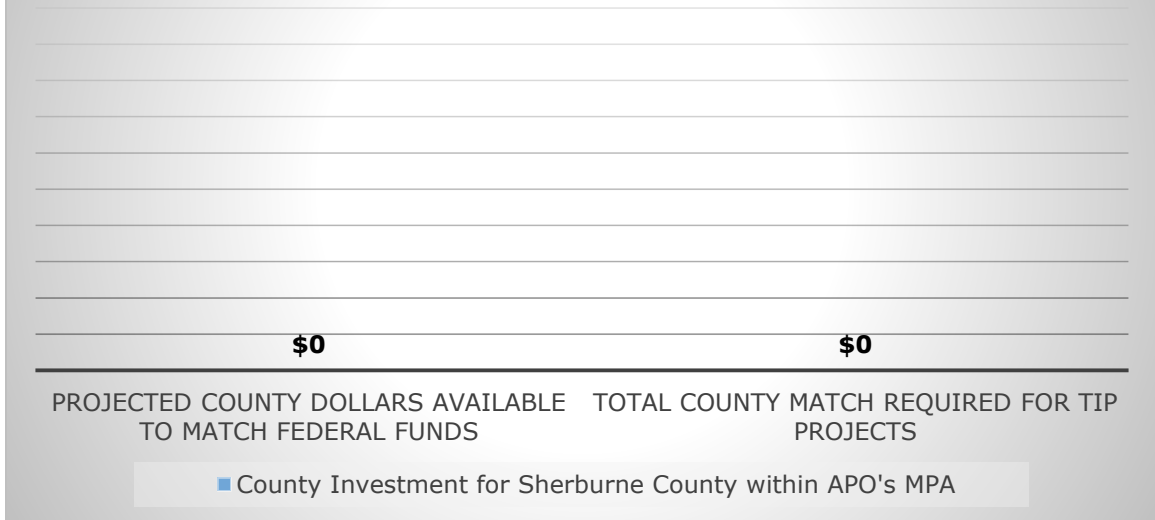 $0
$0
PROJECTED COUNTY DOLLARS AVAILABLE
TO MATCH FEDERAL FUNDS
TOTAL COUNTY MATCH REQUIRED FOR TIP
PROJECTS
County Investment for Sherburne County within APO's MPA